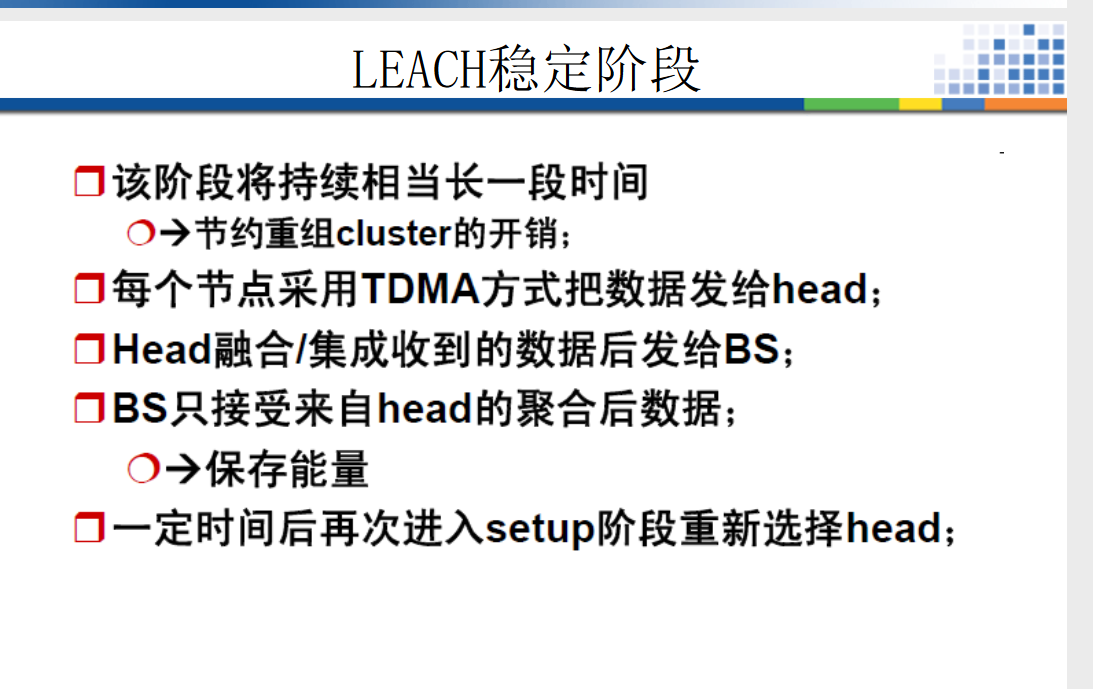 LEACH稳定阶段
该阶段将持续相当长一段时间
→节约重组cluster的开销;
每个节点采用TDMA方式把数据发给head;
Head融合/集成收到的数据后发给BS;
BS只接受来自head的聚合后数据;
→保存能量
一定时间后再次进入setup阶段重新选择head;